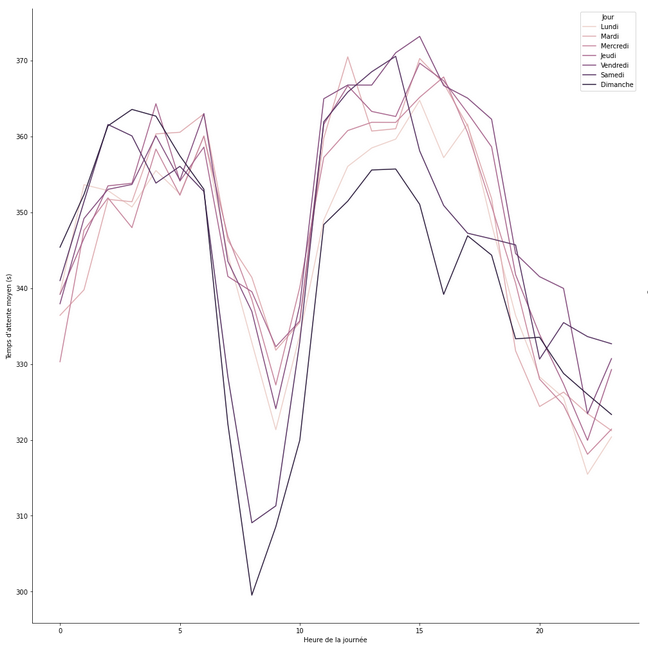 Jour
Lundi
Mardi
Mercredi
Jeudi
Vendredi
Samedi
Dimanche
370
360
350
340
330
320
310
300
Temps d'attente moyen (s)
0
5
10
15
20
Heure de la journée